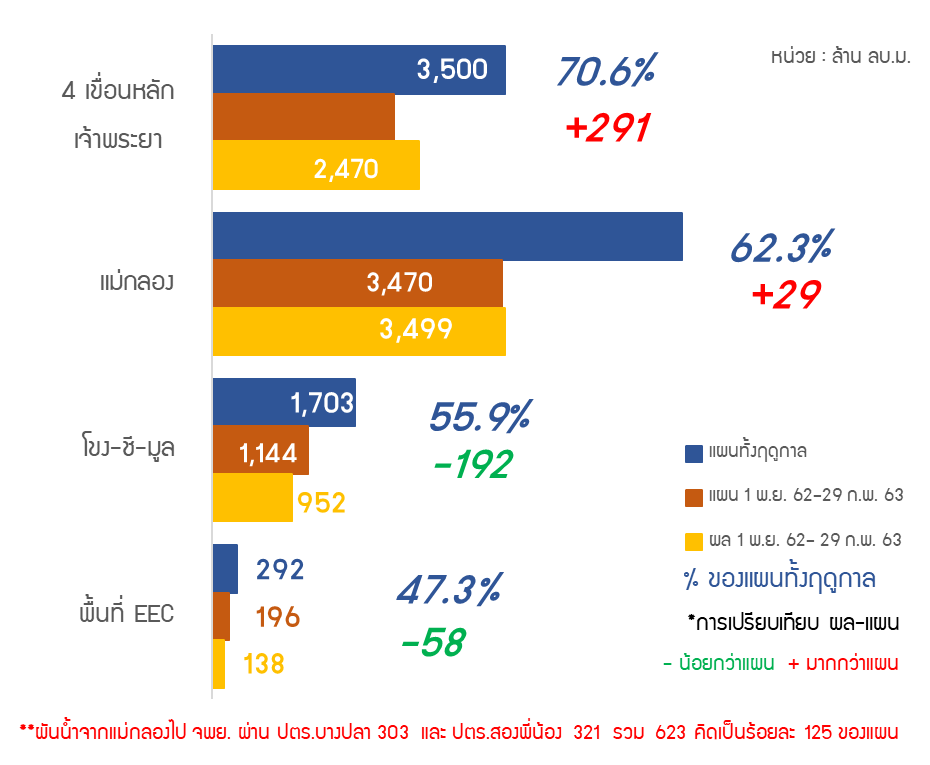 หน่วย : ล้าน ลบ.ม.
4 เขื่อนหลัก
เจ้าพระยา
3,500
2,470
70.6%
+291
แม่กลอง
3,470
3,499
62.3%
+29
โขง-ชี-มูล
1,703
1,144
952
55.9%
-192
พื้นที่ EEC
292
196
138
47.3%
-58
แผนทั้งฤดูกาล
แผน 1 พ.ย. 62-29 ก.พ. 63
ผล 1 พ.ย. 62- 29 ก.พ. 63
% ของแผนทั้งฤดูกาล
*การเปรียบเทียบ ผล-แผน
- น้อยกว่าแผน + มากกว่าแผน
**ผันน้ำจากแม่กลองไป จพย. ผ่าน ปตร.บางปลา 303 และ ปตร.สองพี่น้อง 321 รวม 623 คิดเป็นร้อยละ 125 ของแผน